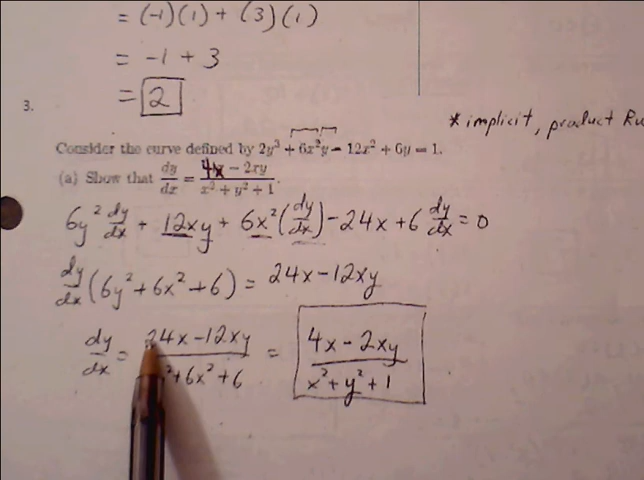 = (-1)(1) + (3)(1)
= -1 + 3
= 2
3.
* implicit, product Ru
Consider the curve defined by 2y³ + 6x²y - 12x² + 6y = 1.
(a) Show that dy/dx = (4x - 2xy)/(x² + y² + 1).
6y² dy/dx + 12xy + 6x² (dy/dx) - 24x + 6 dy/dx = 0
dy/dx (6y² + 6x² + 6) = 24x - 12xy
dy/dx = (24x - 12xy)/(² + 6x² + 6) = (4x - 2xy)/(x² + y² + 1)